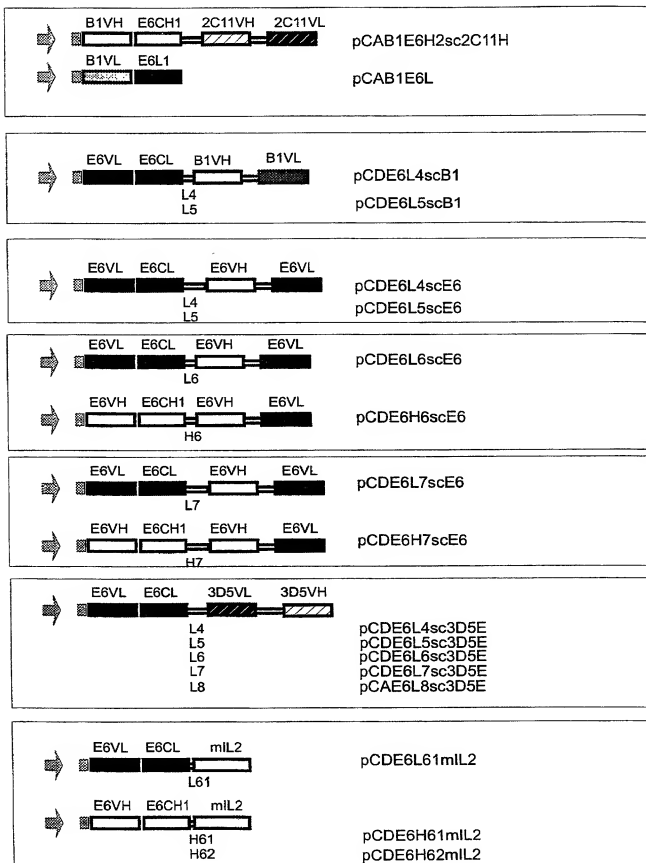 B1VH E6CH1 2C11VH 2C11VL
pCAB1E6H2sc2C11H
B1VL E6L1
pCAB1E6L
E6VL E6CL B1VH B1VL
pCDE6L4scB1
L4
L5
pCDE6L5scB1
E6VL E6CL E6VH E6VL
pCDE6L4scE6
L4
L5
pCDE6L5scE6
E6VL E6CL E6VH E6VL
pCDE6L6scE6
L6
E6VH E6CH1 E6VH E6VL
pCDE6H6scE6
H6
E6VL E6CL E6VH E6VL
pCDE6L7scE6
L7
E6VH E6CH1 E6VH E6VL
pCDE6H7scE6
H7
E6VL E6CL 3D5VL 3D5VH
L4 pCDE6L4sc3D5E
L5 pCDE6L5sc3D5E
L6 pCDE6L6sc3D5E
L7 pCDE6L7sc3D5E
L8 pCAE6L8sc3D5E
E6VL E6CL mIL2
pCDE6L61mIL2
L61
E6VH E6CH1 mIL2
H61 pCDE6H61mIL2
H62 pCDE6H62mIL2